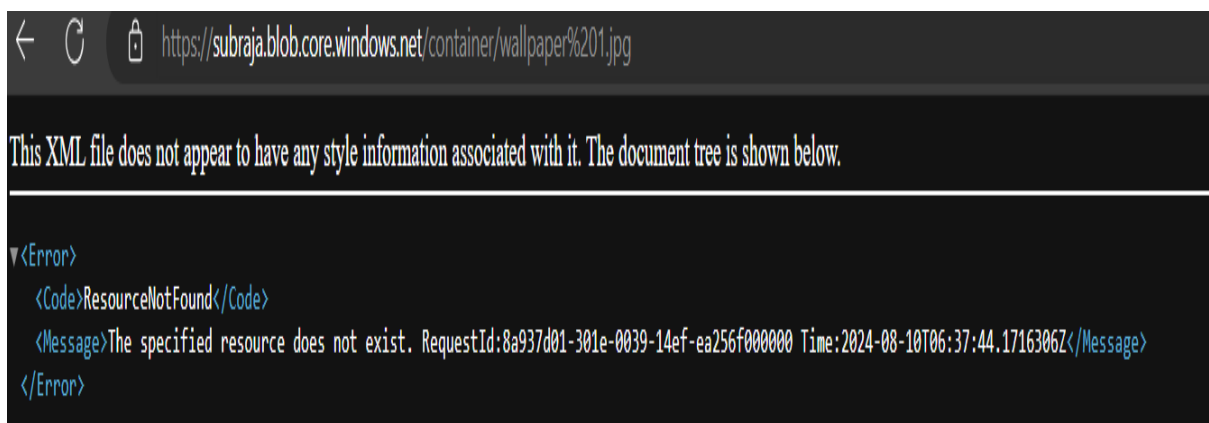 https://subraja.blob.core.windows.net/container/wallpaper%201.jpg
This XML file does not appear to have any style information associated with it. The document tree is shown below.
▼<Error>
<Code>ResourceNotFound</Code>
<Message>The specified resource does not exist. RequestId:8a937d01-301e-0039-14ef-ea256f000000 Time:2024-08-10T06:37:44.1716306Z</Message>
</Error>